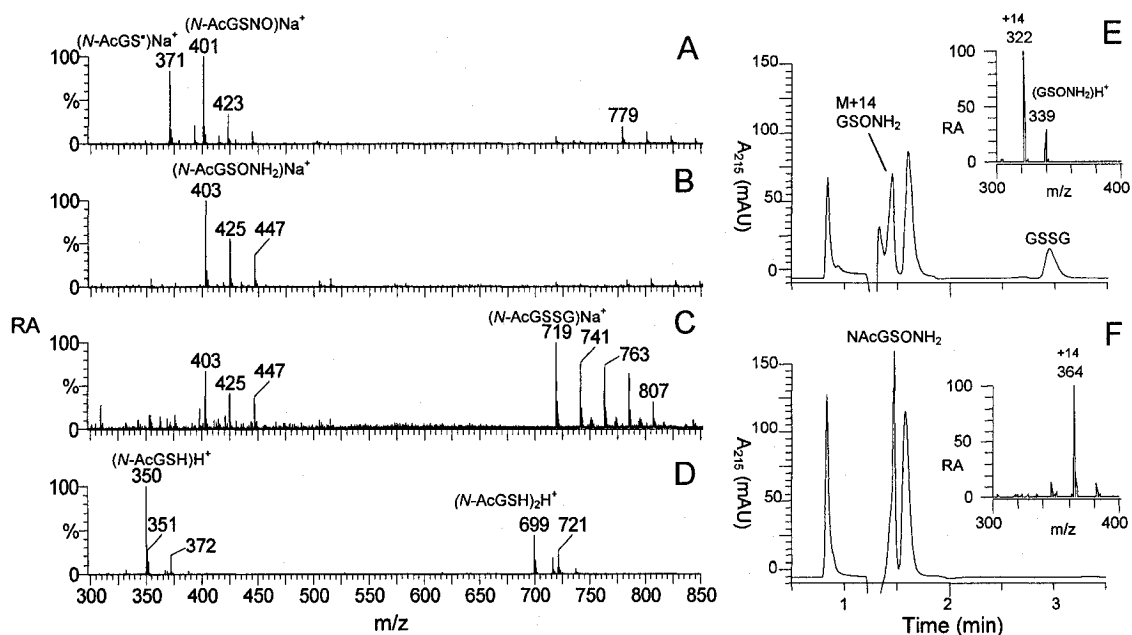 (N-AcGS•)Na+ (N-AcGSNO)Na+
A
100
%
0
371
401
423
779
(N-AcGSONH2)Na+
B
100
%
0
403
425
447
RA
(N-AcGSSG)Na+
C
100
%
0
403
425
447
719
741
763
807
(N-AcGSH)H+
(N-AcGSH)2H+
D
100
%
0
350
351
372
699
721
300 350 400 450 500 550 600 650 700 750 800 850
m/z
E
150
100
50
0
A215 (mAU)
M+14
GSONH2
GSSG
+14
322
(GSONH2)H+
339
100
50
0
RA
300 400
m/z
F
150
100
50
0
A215 (mAU)
NAcGSONH2
+14
364
100
50
0
RA
300 400
m/z
1 2 3
Time (min)